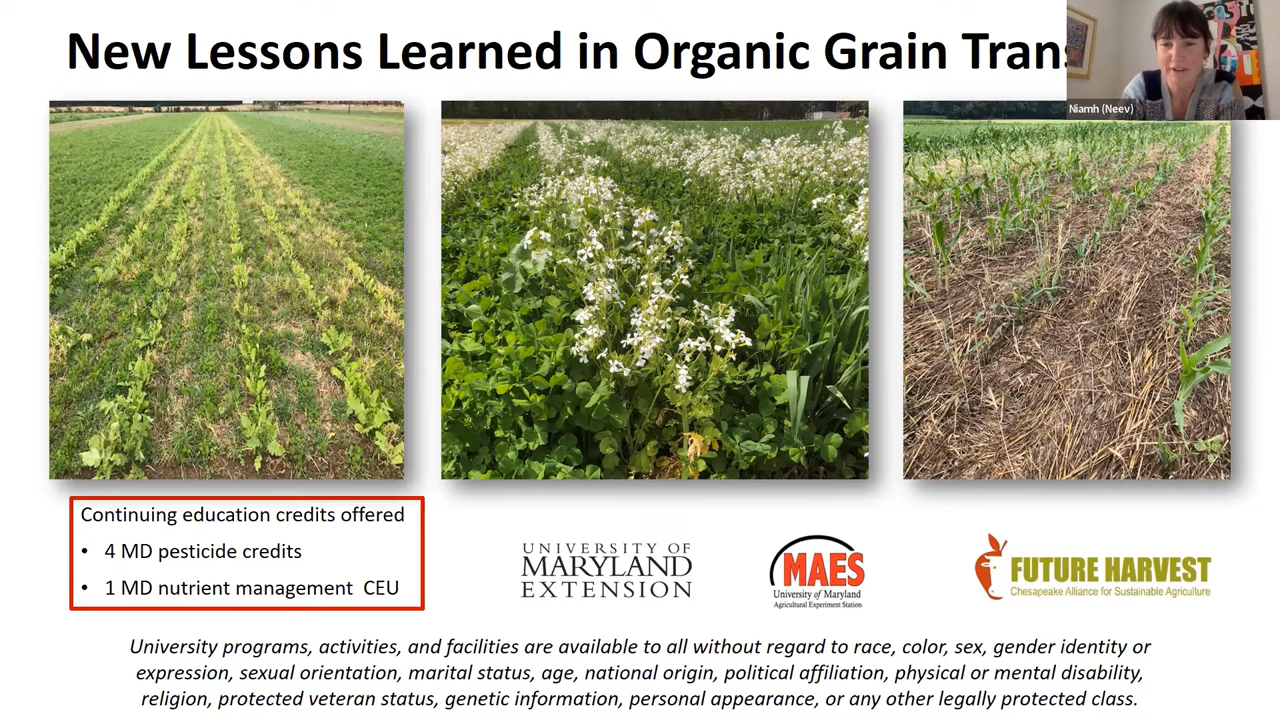 New Lessons Learned in Organic Grain Trans
Niamh (Neev)
Continuing education credits offered
• 4 MD pesticide credits
• 1 MD nutrient management CEU
UNIVERSITY OF
MARYLAND
EXTENSION
MAES
University of Maryland
Agricultural Experiment Station
FUTURE HARVEST
Chesapeake Alliance for Sustainable Agriculture
University programs, activities, and facilities are available to all without regard to race, color, sex, gender identity or
expression, sexual orientation, marital status, age, national origin, political affiliation, physical or mental disability,
religion, protected veteran status, genetic information, personal appearance, or any other legally protected class.